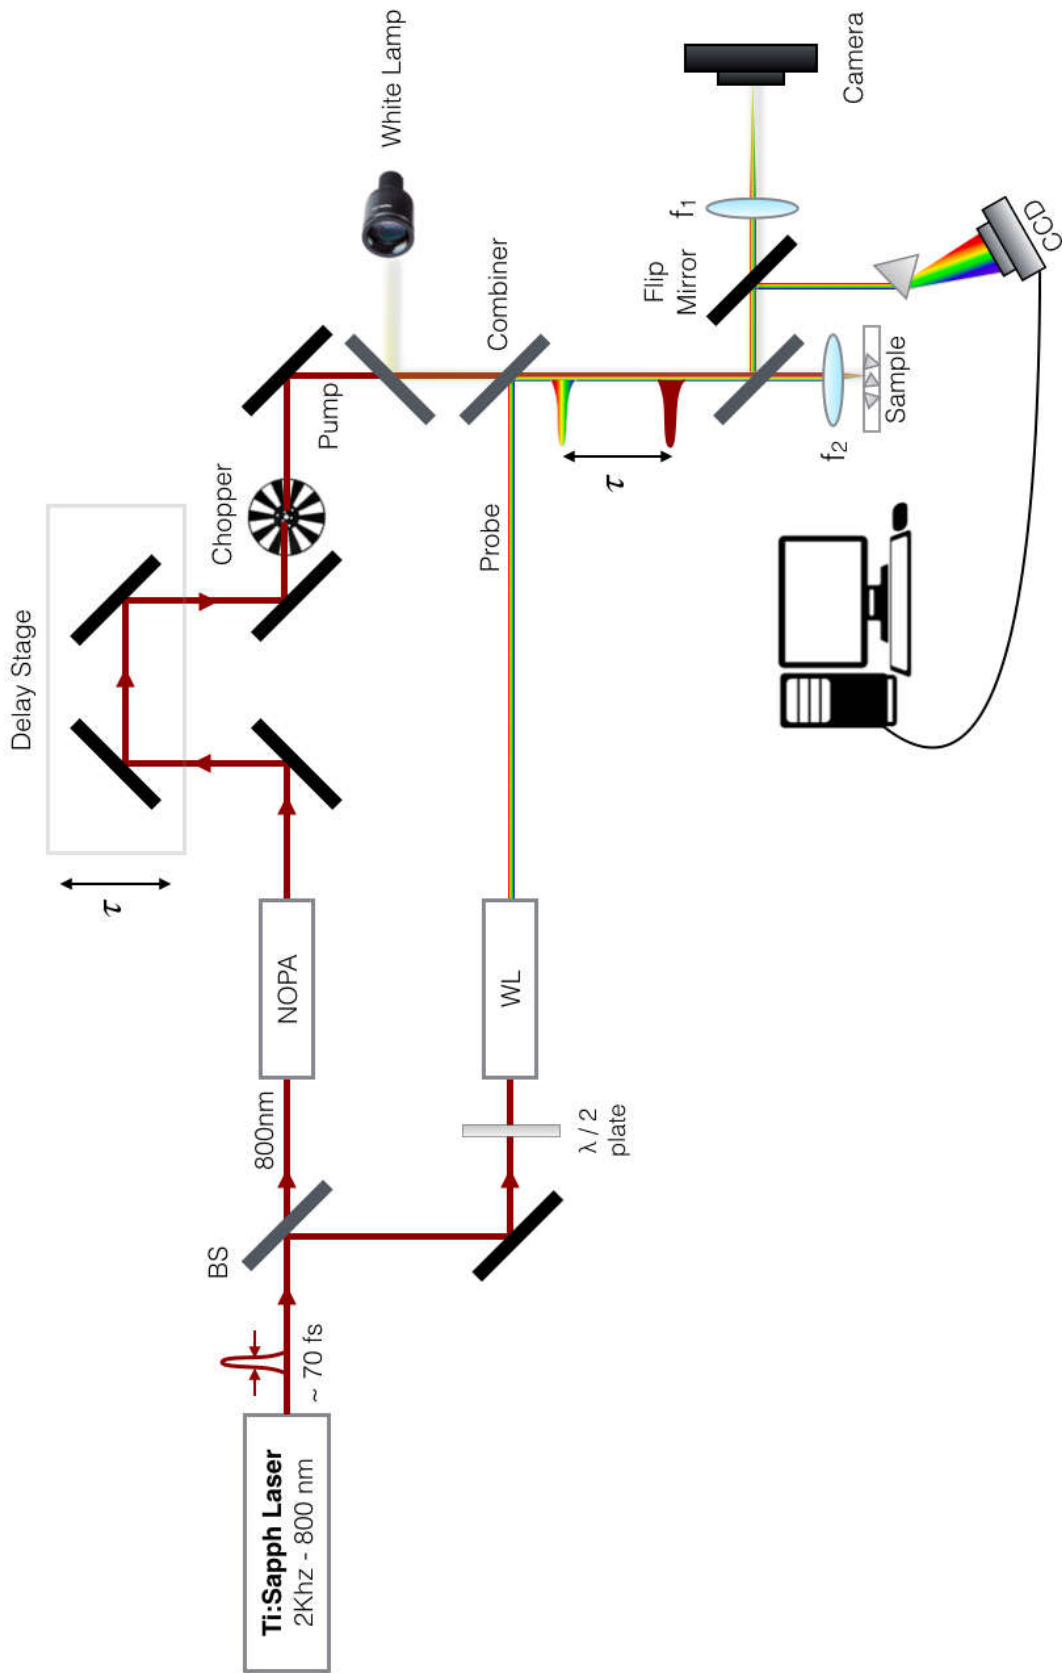 Ti:Sapph Laser
2Khz - 800 nm
~ 70 fs
BS
800nm
NOPA
τ
Delay Stage
Chopper
Pump
White Lamp
λ / 2
plate
WL
Probe
Combiner
τ
Flip
Mirror
f1
Camera
f2
Sample
CCD